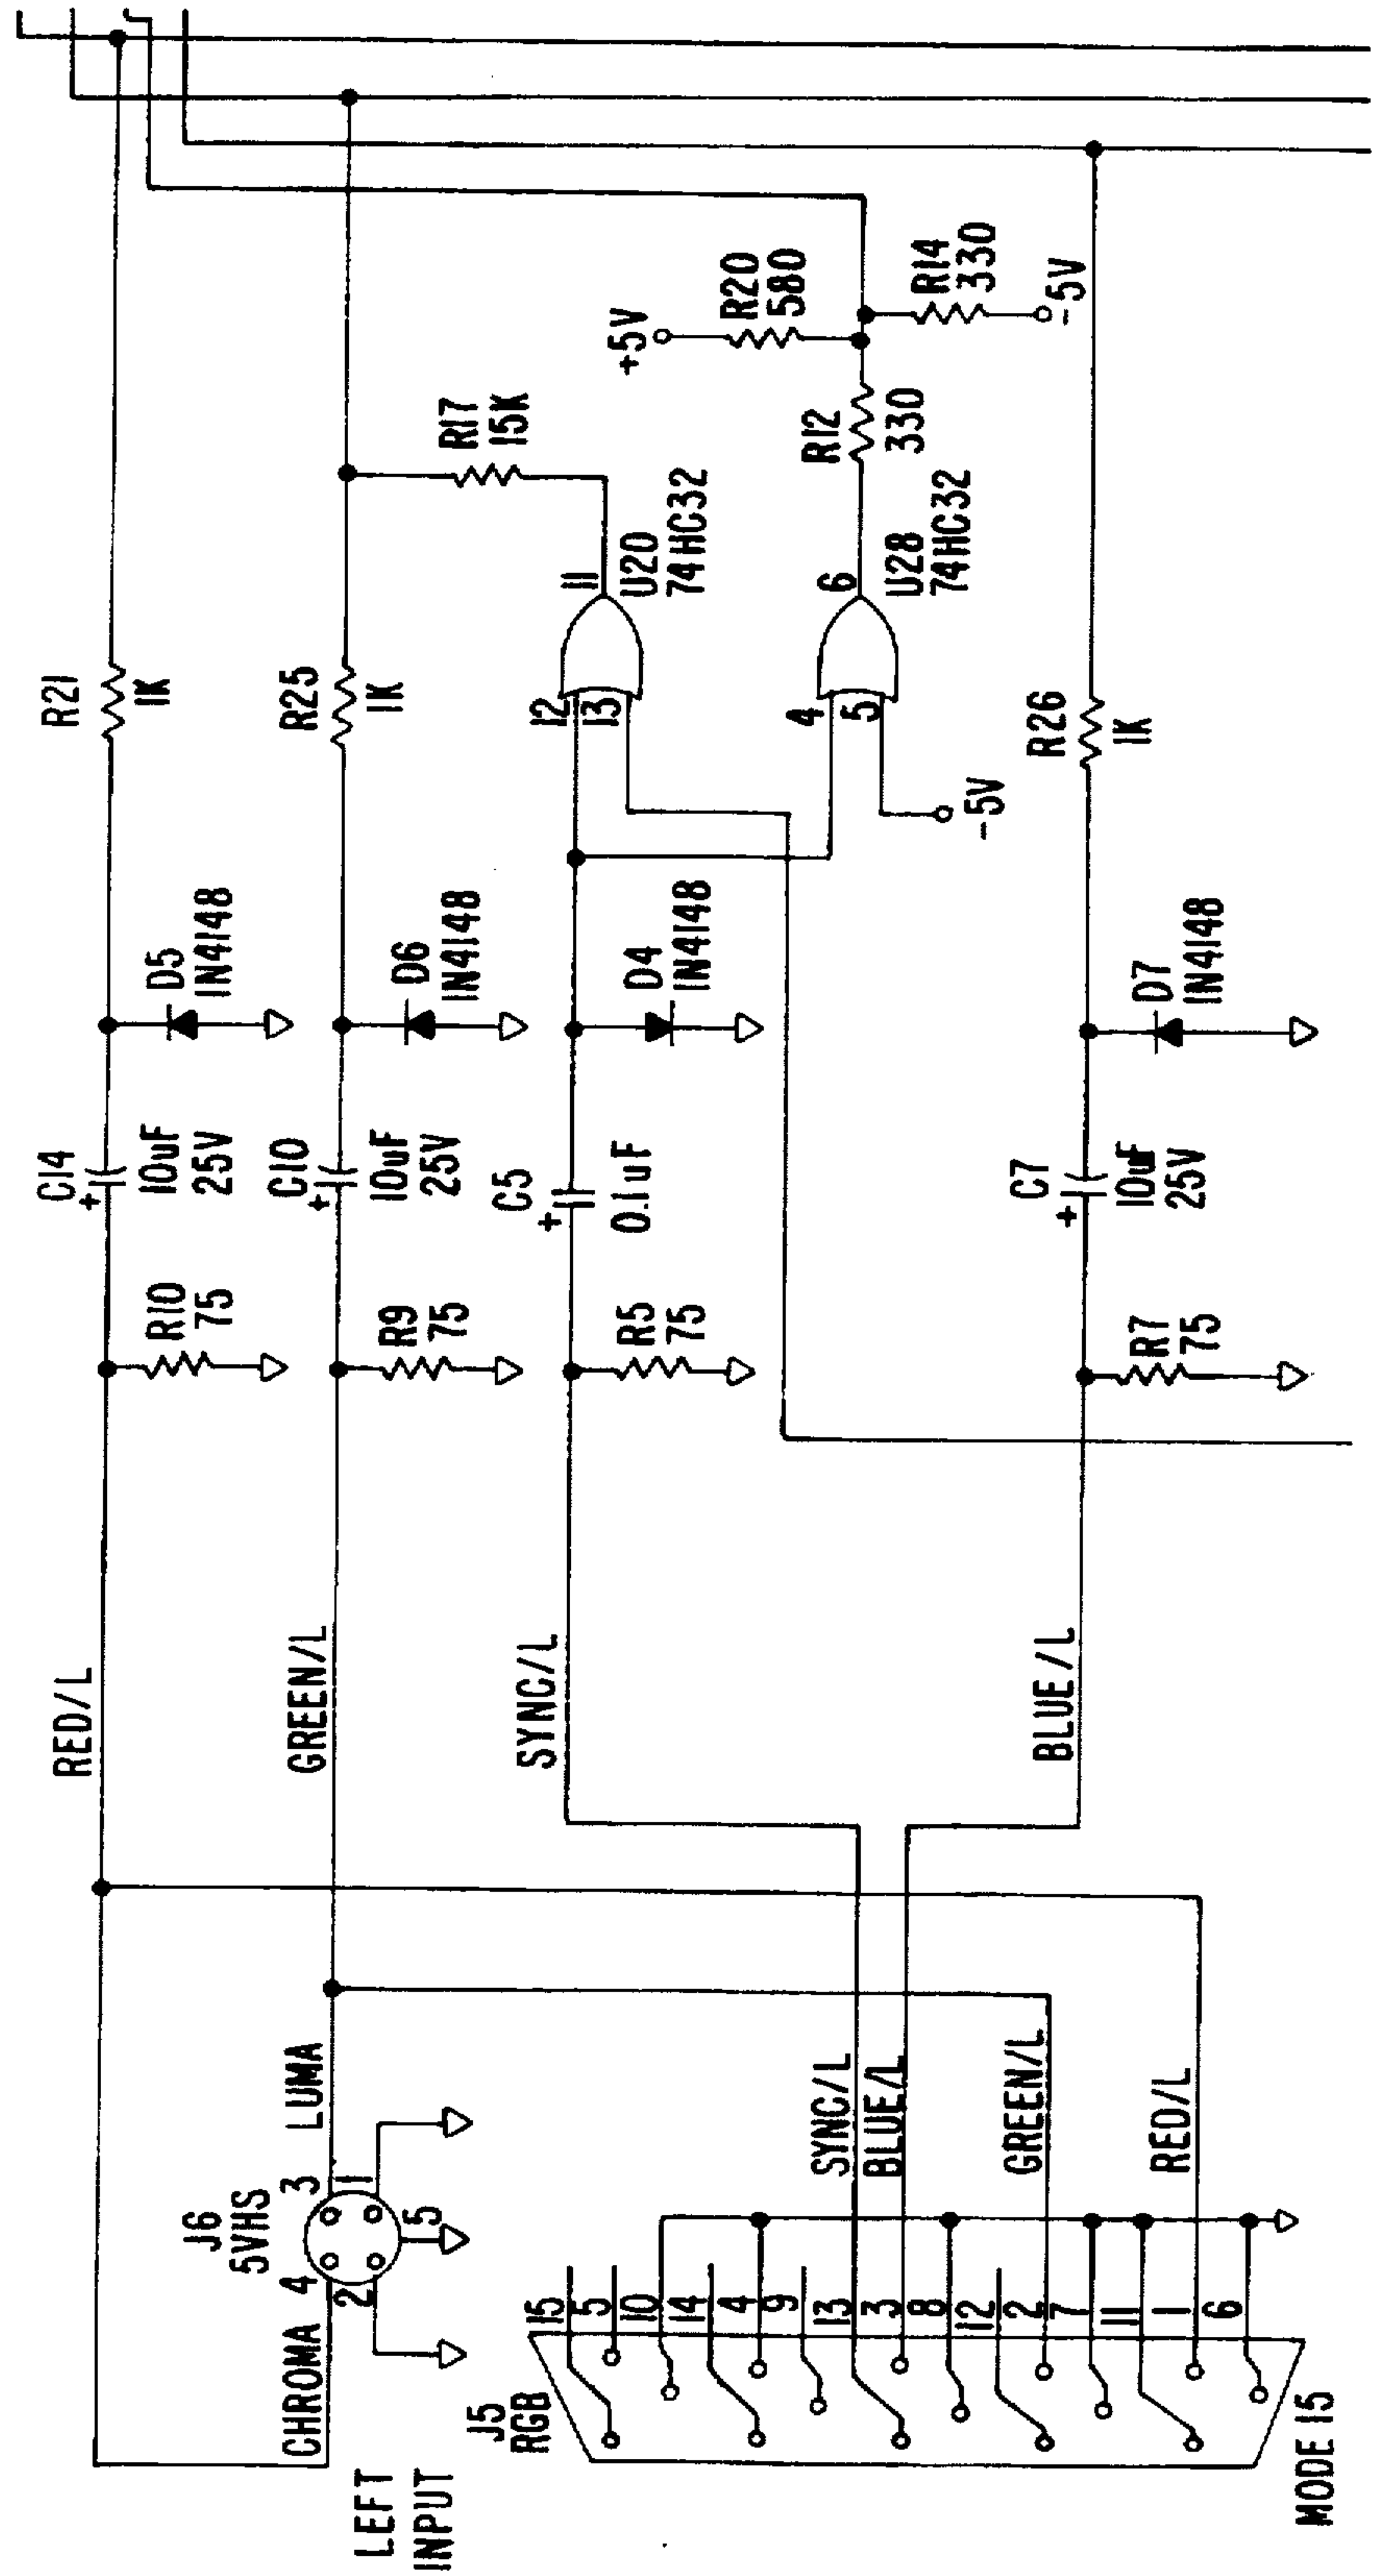 LEFT
INPUT
CHROMA
4
J6
5VHS
3
LUMA
2
1
5
RED/L
GREEN/L
SYNC/L
BLUE/L
J5
RGB
15
5
10
14
4
9
13
3
8
12
2
7
11
1
6
MODE 15
SYNC/L
BLUE/L
GREEN/L
RED/L
R10
75
R9
75
R5
75
R7
75
C14
+
10uF
25V
C10
+
10uF
25V
C5
+
0.1uF
C7
+
10uF
25V
D5
1N4148
D6
1N4148
D4
1N4148
D7
1N4148
R21
1K
R25
1K
12
13
11
U20
74HC32
4
5
6
U28
74HC32
-5V
R26
1K
R17
15K
R12
330
+5V
R20
580
R14
330
-5V